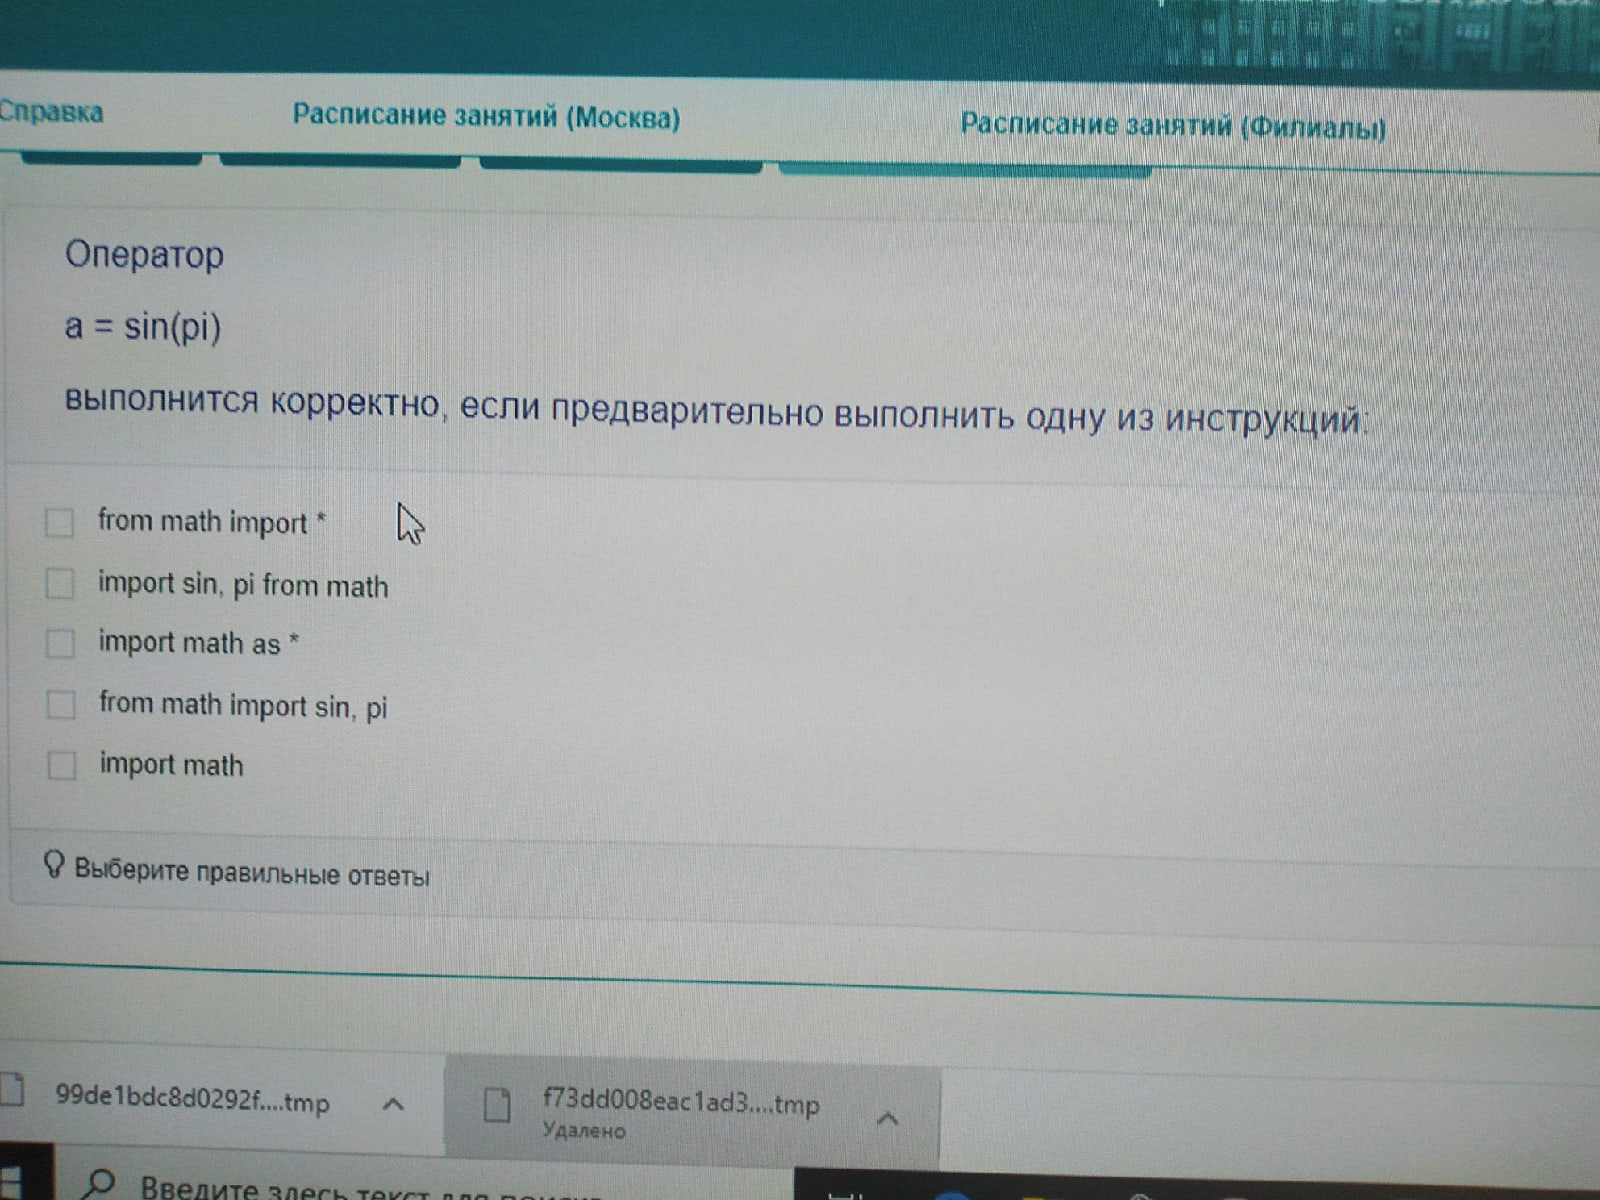 Справка
Расписание занятий (Москва)
Расписание занятий (Филиалы)
Оператор
a = sin(pi)
выполнится корректно, если предварительно выполнить одну из инструкций:
from math import *
import sin, pi from math
import math as *
from math import sin, pi
import math
Выберите правильные ответы
99de1bdc8d0292f....tmp
f73dd008eac1ad3....tmp
Удалено
Введите здесь текст для поиска